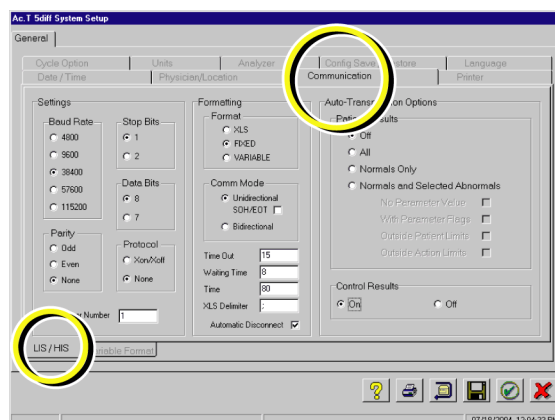 Ac.T 5diff System Setup
General
Cycle Option Units Analyzer Config Save Restore Language
Date / Time Physician/Location Communication Printer
Settings
Baud Rate
4800
9600
38400
57600
115200
Stop Bits
1
2
Data Bits
8
7
Parity
Odd
Even
None
Protocol
Xon/Xoff
None
Number 1
Formatting
Format
XLS
FIXED
VARIABLE
Comm Mode
Unidirectional
SOH/EOT
Bidirectional
Time Out 15
Waiting Time 8
Time 80
XLS Delimiter ;
Automatic Disconnect
Auto-Transmission Options
Patient Results
Off
All
Normals Only
Normals and Selected Abnormals
No Parameter Value
With Parameter Flags
Outside Patient Limits
Outside Action Limits
Control Results
On Off
LIS / HIS Variable Format